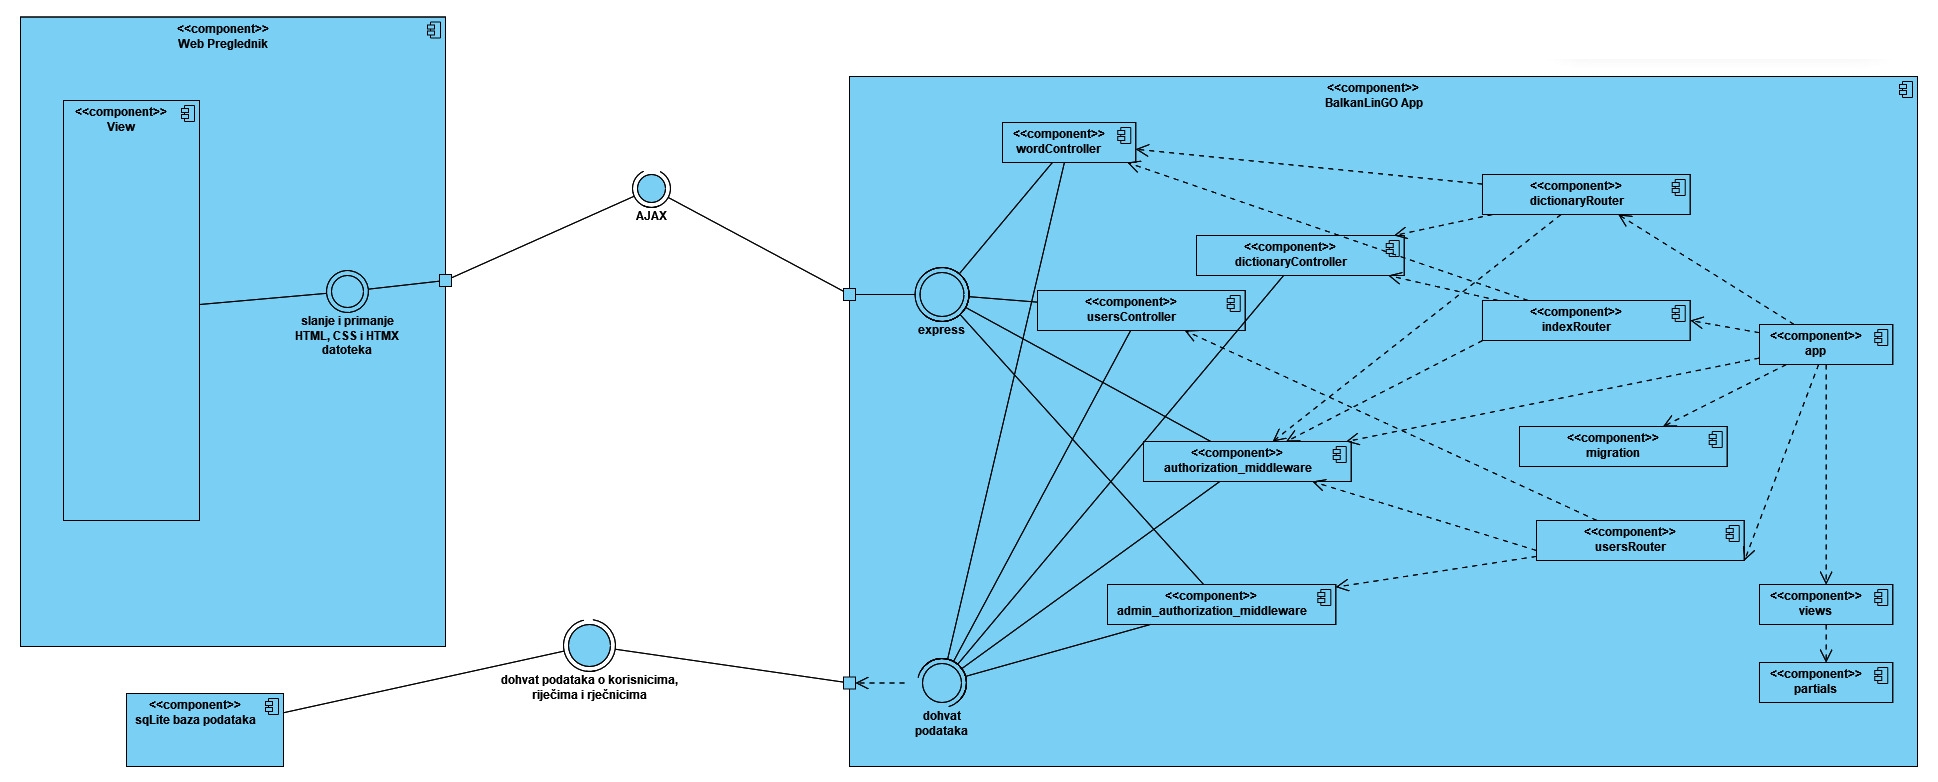 <<component>>
Web Preglednik
<<component>>
View
slanje i primanje
HTML, CSS i HTMX
datoteka
AJAX
<<component>>
sqLite baza podataka
dohvat podataka o korisnicima,
riječima i rječnicima
<<component>>
BalkanLinGO App
<<component>>
wordController
<<component>>
dictionaryRouter
<<component>>
dictionaryController
<<component>>
usersController
express
<<component>>
indexRouter
<<component>>
app
<<component>>
migration
<<component>>
authorization_middleware
<<component>>
usersRouter
<<component>>
admin_authorization_middleware
<<component>>
views
<<component>>
partials
dohvat
podataka